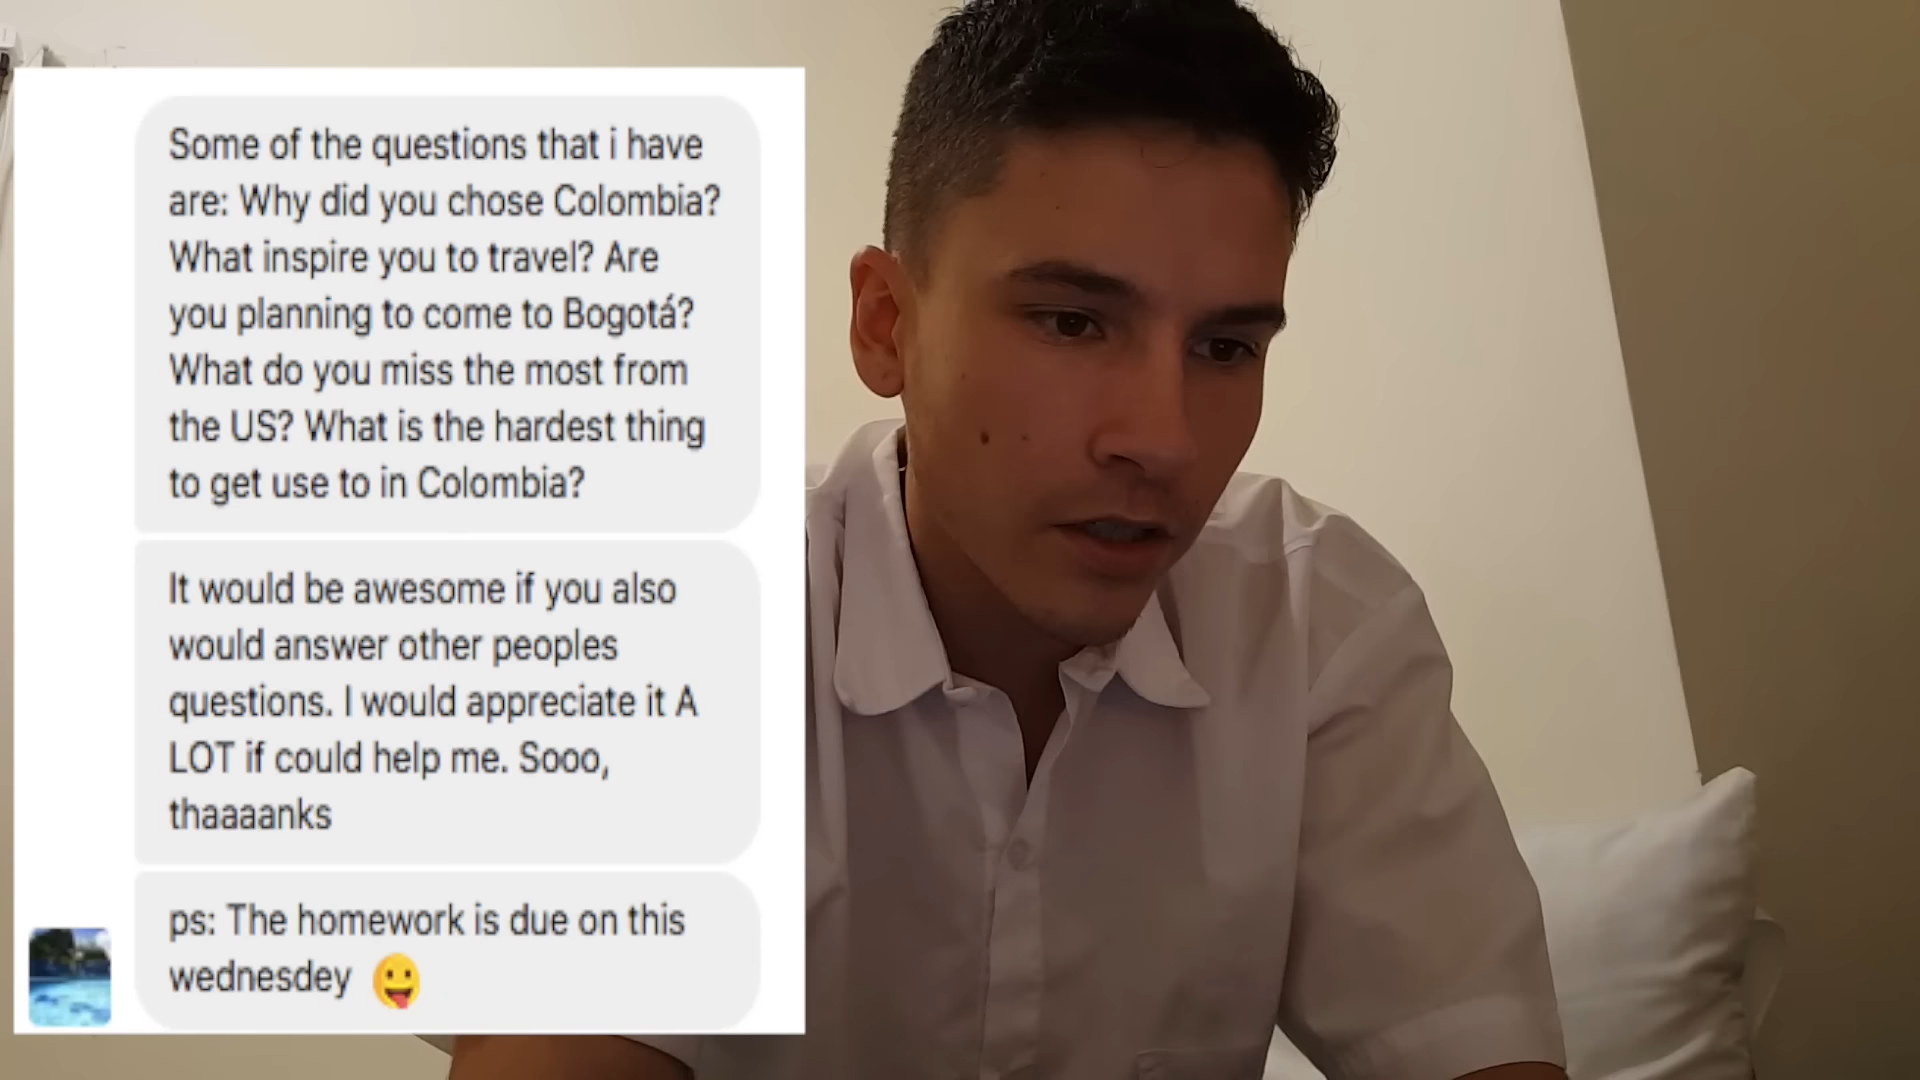 Some of the questions that i have
are: Why did you chose Colombia?
What inspire you to travel? Are
you planning to come to Bogotá?
What do you miss the most from
the US? What is the hardest thing
to get use to in Colombia?
It would be awesome if you also
would answer other peoples
questions. I would appreciate it A
LOT if could help me. Sooo,
thaaaanks
ps: The homework is due on this
wednesdey 😛